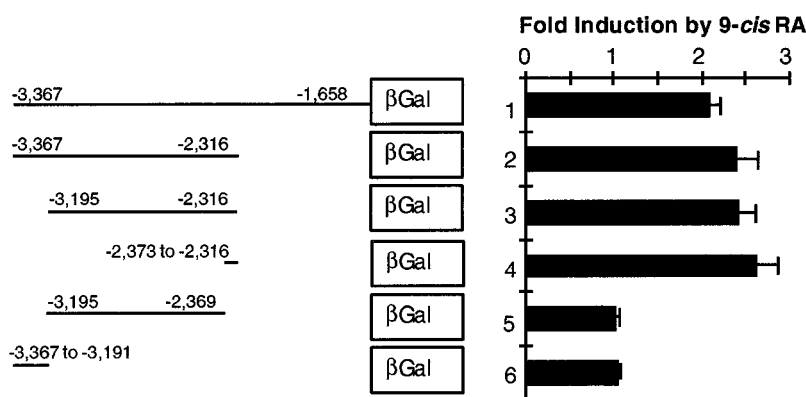 Fold Induction by 9-cis RA
0 1 2 3
-3,367 -1,658 βGal 1
-3,367 -2,316 βGal 2
-3,195 -2,316 βGal 3
-2,373 to -2,316 βGal 4
-3,195 -2,369 βGal 5
-3,367 to -3,191 βGal 6